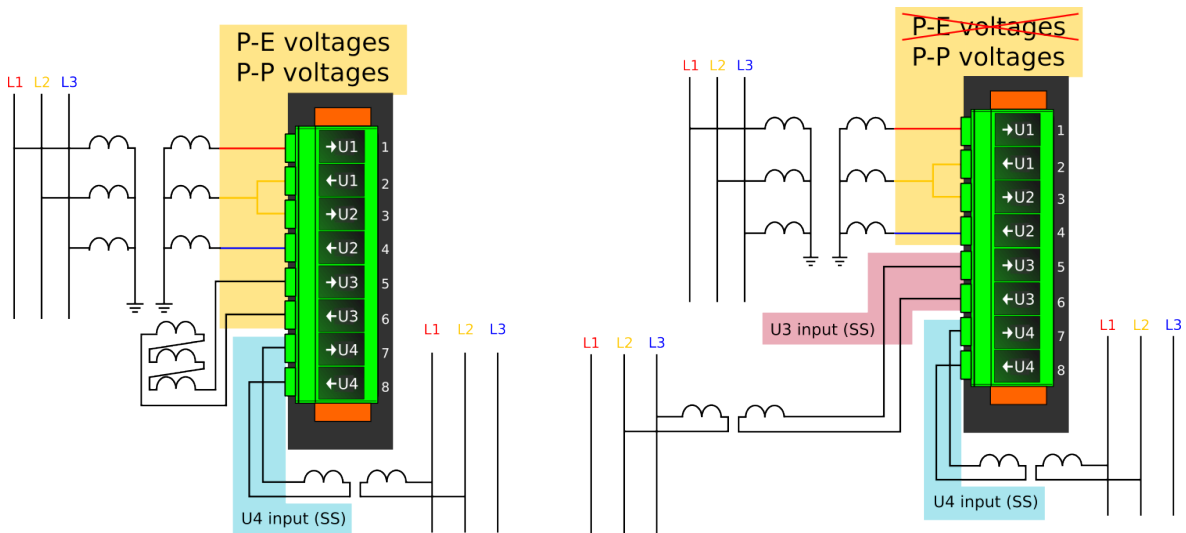 P-E voltages
P-P voltages
L1 L2 L3
→U1 1
←U1 2
→U2 3
←U2 4
→U3 5
←U3 6
→U4 7
←U4 8
L1 L2 L3
U4 input (SS)
P-E voltages
P-P voltages
L1 L2 L3
→U1 1
←U1 2
→U2 3
←U2 4
→U3 5
←U3 6
→U4 7
←U4 8
U3 input (SS)
L1 L2 L3
L1 L2 L3
U4 input (SS)